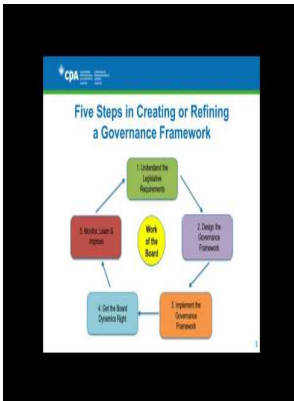 CPA
Five Steps in Creating or Refining
a Governance Framework
1. Understand the
Legislative
Requirements
2. Design the
Governance
Framework
3. Implement the
Governance
Framework
4. Get the Board
Dynamics Right
5. Monitor, Learn &
Improve
Work
of the
Board